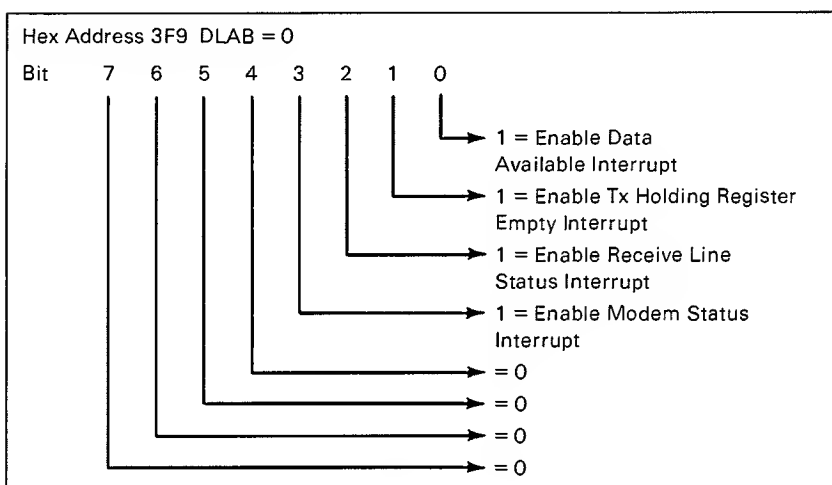 Hex Address 3F9 DLAB = 0
Bit 7 6 5 4 3 2 1 0
1 = Enable Data
Available Interrupt
1 = Enable Tx Holding Register
Empty Interrupt
1 = Enable Receive Line
Status Interrupt
1 = Enable Modem Status
Interrupt
= 0
= 0
= 0
= 0